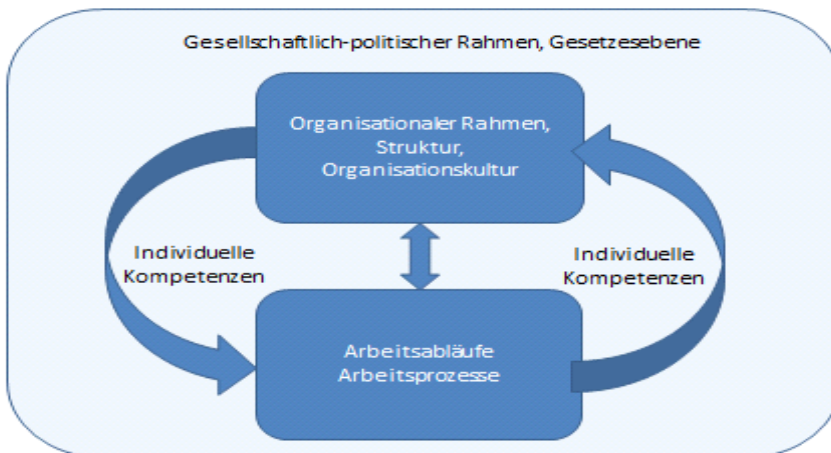 Gesellschaftlich-politischer Rahmen, Gesetzesebene
Organisationaler Rahmen,
Struktur,
Organisationskultur
Individuelle
Kompetenzen
Individuelle
Kompetenzen
Arbeitsabläufe
Arbeitsprozesse